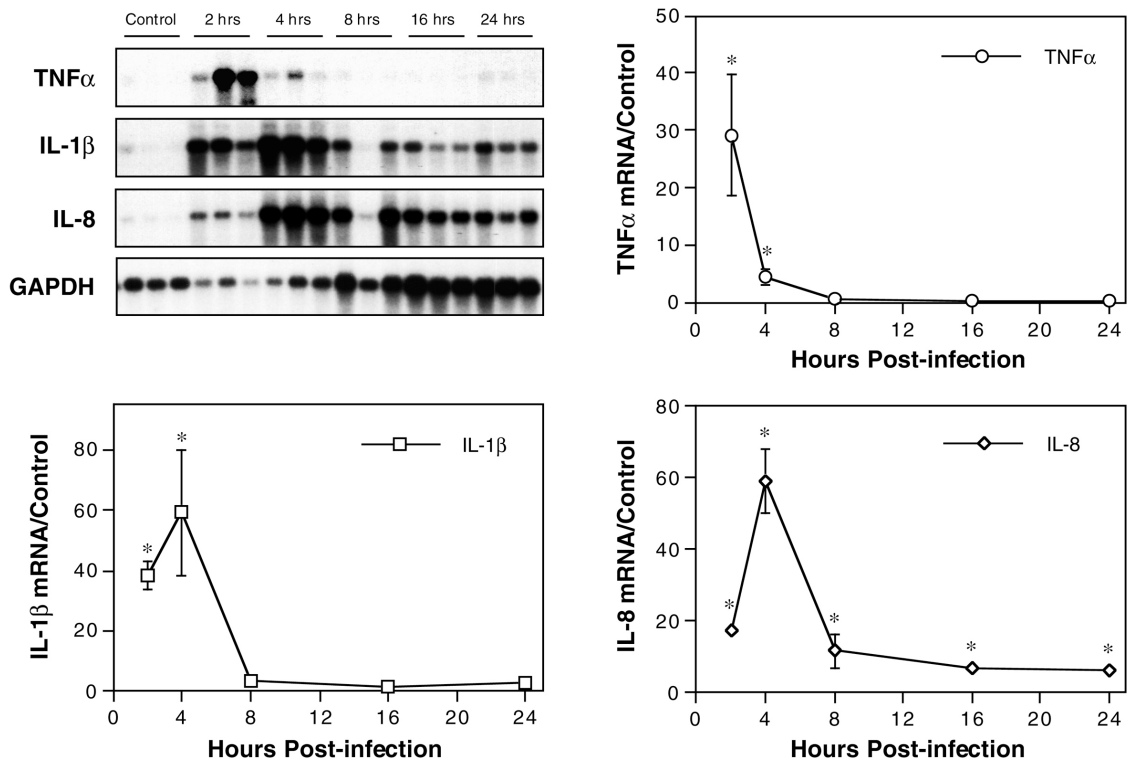 Control 2 hrs 4 hrs 8 hrs 16 hrs 24 hrs
TNFα
IL-1β
IL-8
GAPDH
50
40
30
20
10
0
TNFα mRNA/Control
* *
TNFα
0 4 8 12 16 20 24
Hours Post-infection
80
60
40
20
0
IL-1β mRNA/Control
* *
IL-1β
0 4 8 12 16 20 24
Hours Post-infection
80
60
40
20
0
IL-8 mRNA/Control
* * * * *
IL-8
0 4 8 12 16 20 24
Hours Post-infection